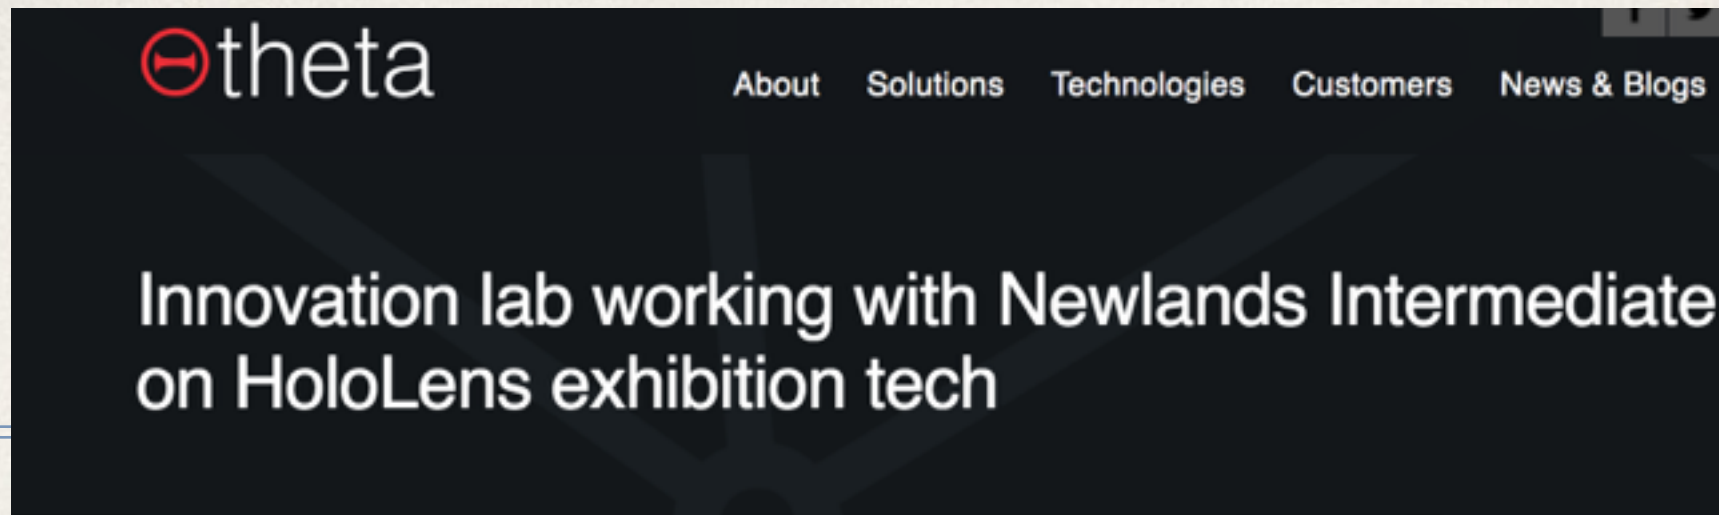 theta
About Solutions Technologies Customers News & Blogs
Innovation lab working with Newlands Intermediate
on HoloLens exhibition tech